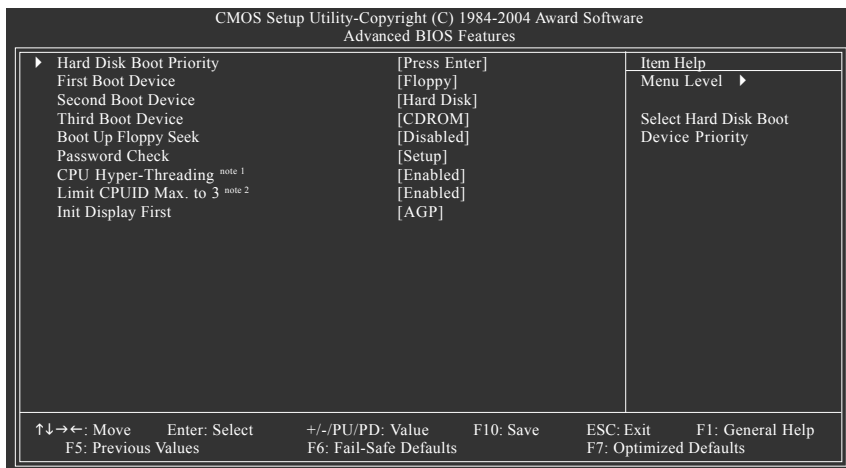 CMOS Setup Utility-Copyright (C) 1984-2004 Award Software
Advanced BIOS Features
Hard Disk Boot Priority [Press Enter]
First Boot Device [Floppy]
Second Boot Device [Hard Disk]
Third Boot Device [CDROM]
Boot Up Floppy Seek [Disabled]
Password Check [Setup]
CPU Hyper-Threading note 1 [Enabled]
Limit CPUID Max. to 3 note 2 [Enabled]
Init Display First [AGP]
Item Help
Menu Level
Select Hard Disk Boot
Device Priority
↑↓→←: Move Enter: Select +/-/PU/PD: Value F10: Save ESC: Exit F1: General Help
F5: Previous Values F6: Fail-Safe Defaults F7: Optimized Defaults